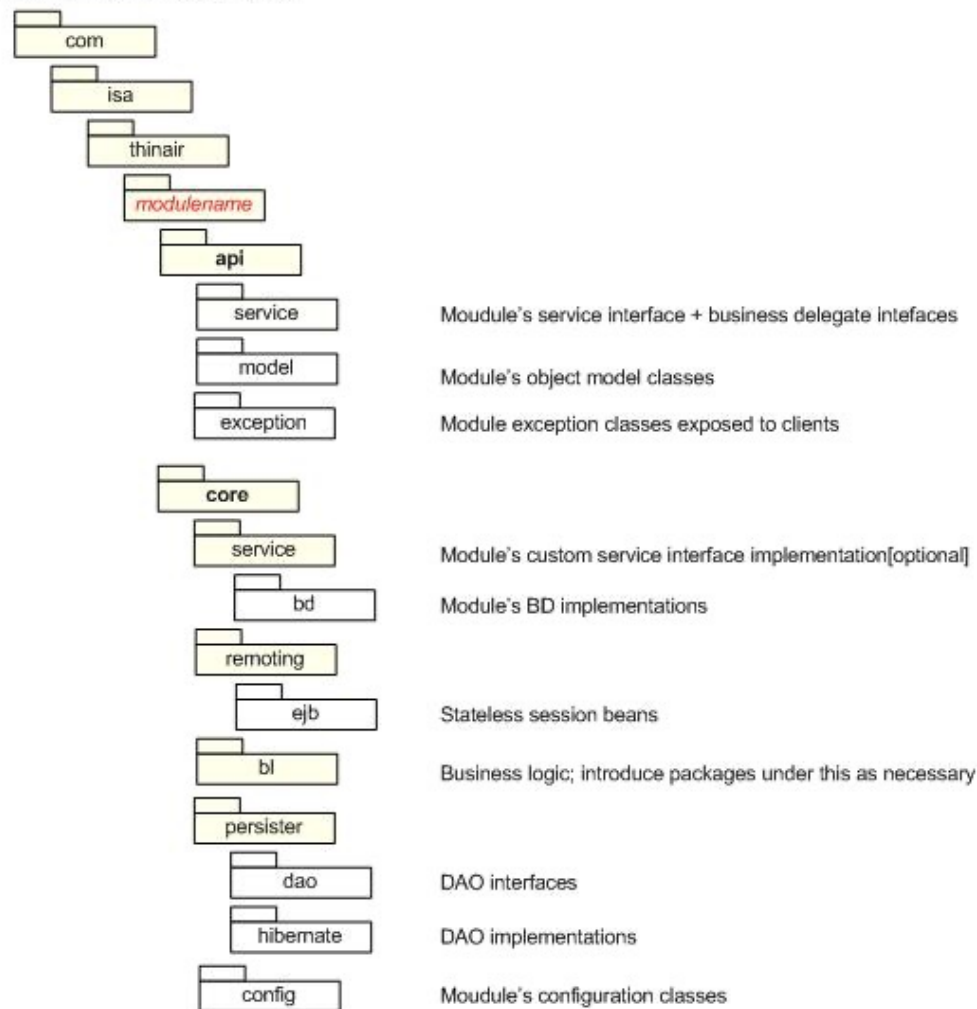 com
isa
thinair
modulename
api
service Moudule's service interface + business delegate intefaces
model Module's object model classes
exception Module exception classes exposed to clients
core
service Module's custom service interface implementation[optional]
bd Module's BD implementations
remoting
ejb Stateless session beans
bl Business logic; introduce packages under this as necessary
persister
dao DAO interfaces
hibernate DAO implementations
config Moudule's configuration classes